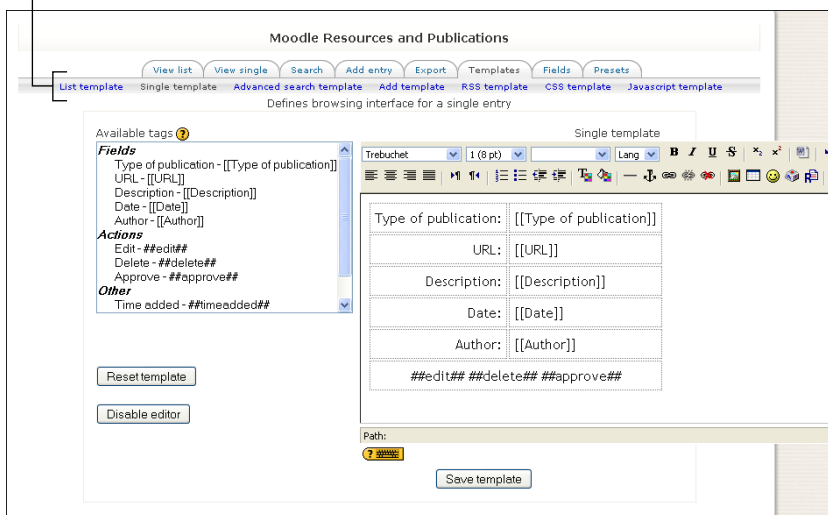 Moodle Resources and Publications
View list View single Search Add entry Export Templates Fields Presets
List template Single template Advanced search template Add template RSS template CSS template Javascript template
Defines browsing interface for a single entry
Available tags ?
Single template
Fields
Type of publication - [[Type of publication]]
URL - [[URL]]
Description - [[Description]]
Date - [[Date]]
Author - [[Author]]
Actions
Edit - ##edit##
Delete - ##delete##
Approve - ##approve##
Other
Time added - ##timeadded##
Trebuchet 1 (8 pt) Lang B I U S x₂ x²
Type of publication: [[Type of publication]]
URL: [[URL]]
Description: [[Description]]
Date: [[Date]]
Author: [[Author]]
##edit## ##delete## ##approve##
Reset template
Disable editor
Path:
?
Save template